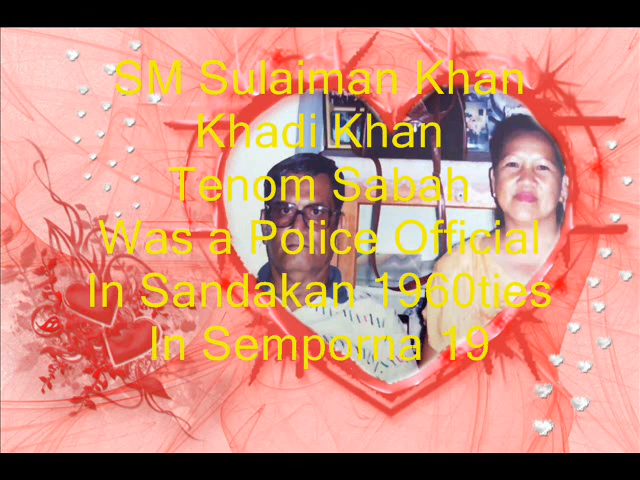 SM Sulaiman Khan
Khadi Khan
Tenom Sabah
Was a Police Official
In Sandakan 1960ties
In Semporna 19